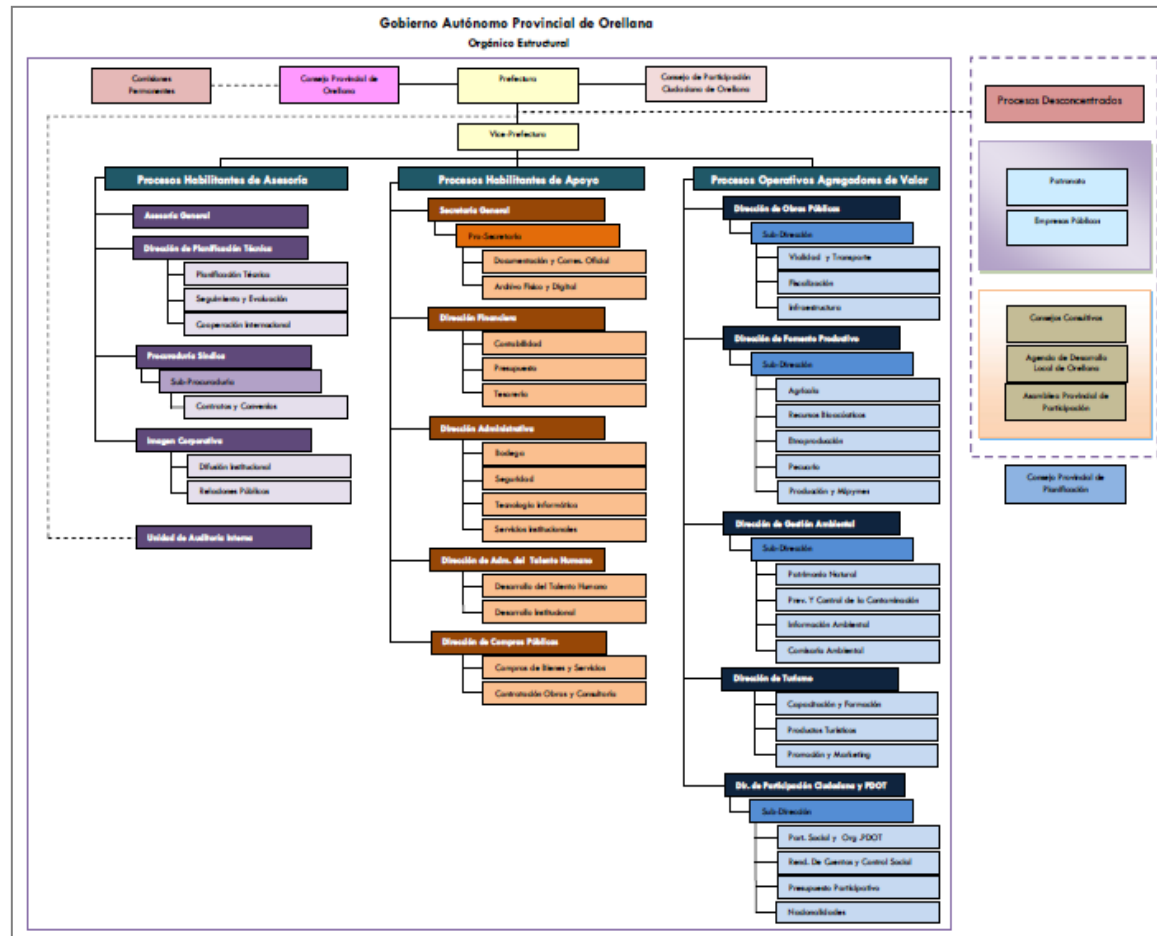 Gobierno Autónomo Provincial de Orellana
Orgánico Estructural
Comisiones
Permanentes
Consejo Provincial de
Orellana
Prefectura
Consejo de Participación
Ciudadana de Orellana
Procesos Desconcentrados
Vice-Prefectura
Patronato
Empresas Públicas
Consejos Consultivos
Agencia de Desarrollo
Local de Orellana
Asamblea Provincial de
Participación
Consejo Provincial de
Planificación
Procesos Habilitantes de Asesoría
Asesoría General
Dirección de Planificación Técnica
Planificación Técnica
Seguimiento y Evaluación
Cooperación Internacional
Procuraduría Síndica
Sub-Procuraduría
Contratos y Convenios
Imagen Corporativa
Difusión Institucional
Relaciones Públicas
Unidad de Auditoría Interna
Procesos Habilitantes de Apoyo
Secretaría General
Pro-Secretaría
Documentación y Corres. Oficial
Archivo Físico y Digital
Dirección Financiera
Contabilidad
Presupuesto
Tesorería
Dirección Administrativa
Bodega
Seguridad
Tecnología Informática
Servicios Institucionales
Dirección de Adm. del Talento Humano
Desarrollo del Talento Humano
Desarrollo Institucional
Dirección de Compras Públicas
Compras de Bienes y Servicios
Contratación Obras y Consultoría
Procesos Operativos Agregadores de Valor
Dirección de Obras Públicas
Sub-Dirección
Vialidad y Transporte
Fiscalización
Infraestructura
Dirección de Fomento Productivo
Sub-Dirección
Agrícola
Recursos Bioacúaticos
Etnoproducción
Pecuaria
Producción y Mipymes
Dirección de Gestión Ambiental
Sub-Dirección
Patrimonio Natural
Prev. Y Control de la Contaminación
Información Ambiental
Comisaría Ambiental
Dirección de Turismo
Capacitación y Formación
Productos Turísticos
Promoción y Marketing
Dir. de Participación Ciudadana y PDOT
Sub-Dirección
Part. Social y Org .PDOT
Rend. De Cuentas y Control Social
Presupuesto Participativo
Nacionalidades